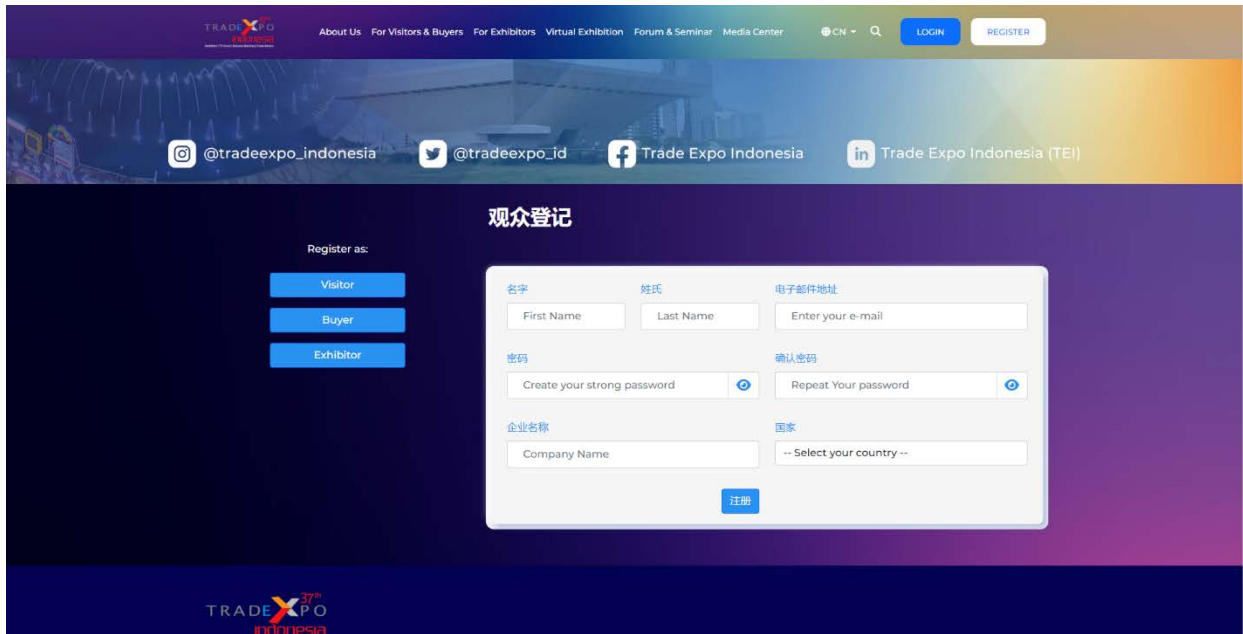 TRADE XPO
indonesia
About Us For Visitors & Buyers For Exhibitors Virtual Exhibition Forum & Seminar Media Center CN LOGIN REGISTER
@tradeexpo_indonesia @tradeexpo_id Trade Expo Indonesia in Trade Expo Indonesia (TEI)
观众登记
Register as:
Visitor
Buyer
Exhibitor
名字 姓氏 电子邮件地址
First Name Last Name Enter your e-mail
密码 确认密码
Create your strong password Repeat Your password
企业名称 国家
Company Name -- Select your country --
注册
37th
TRADE XPO
indonesia